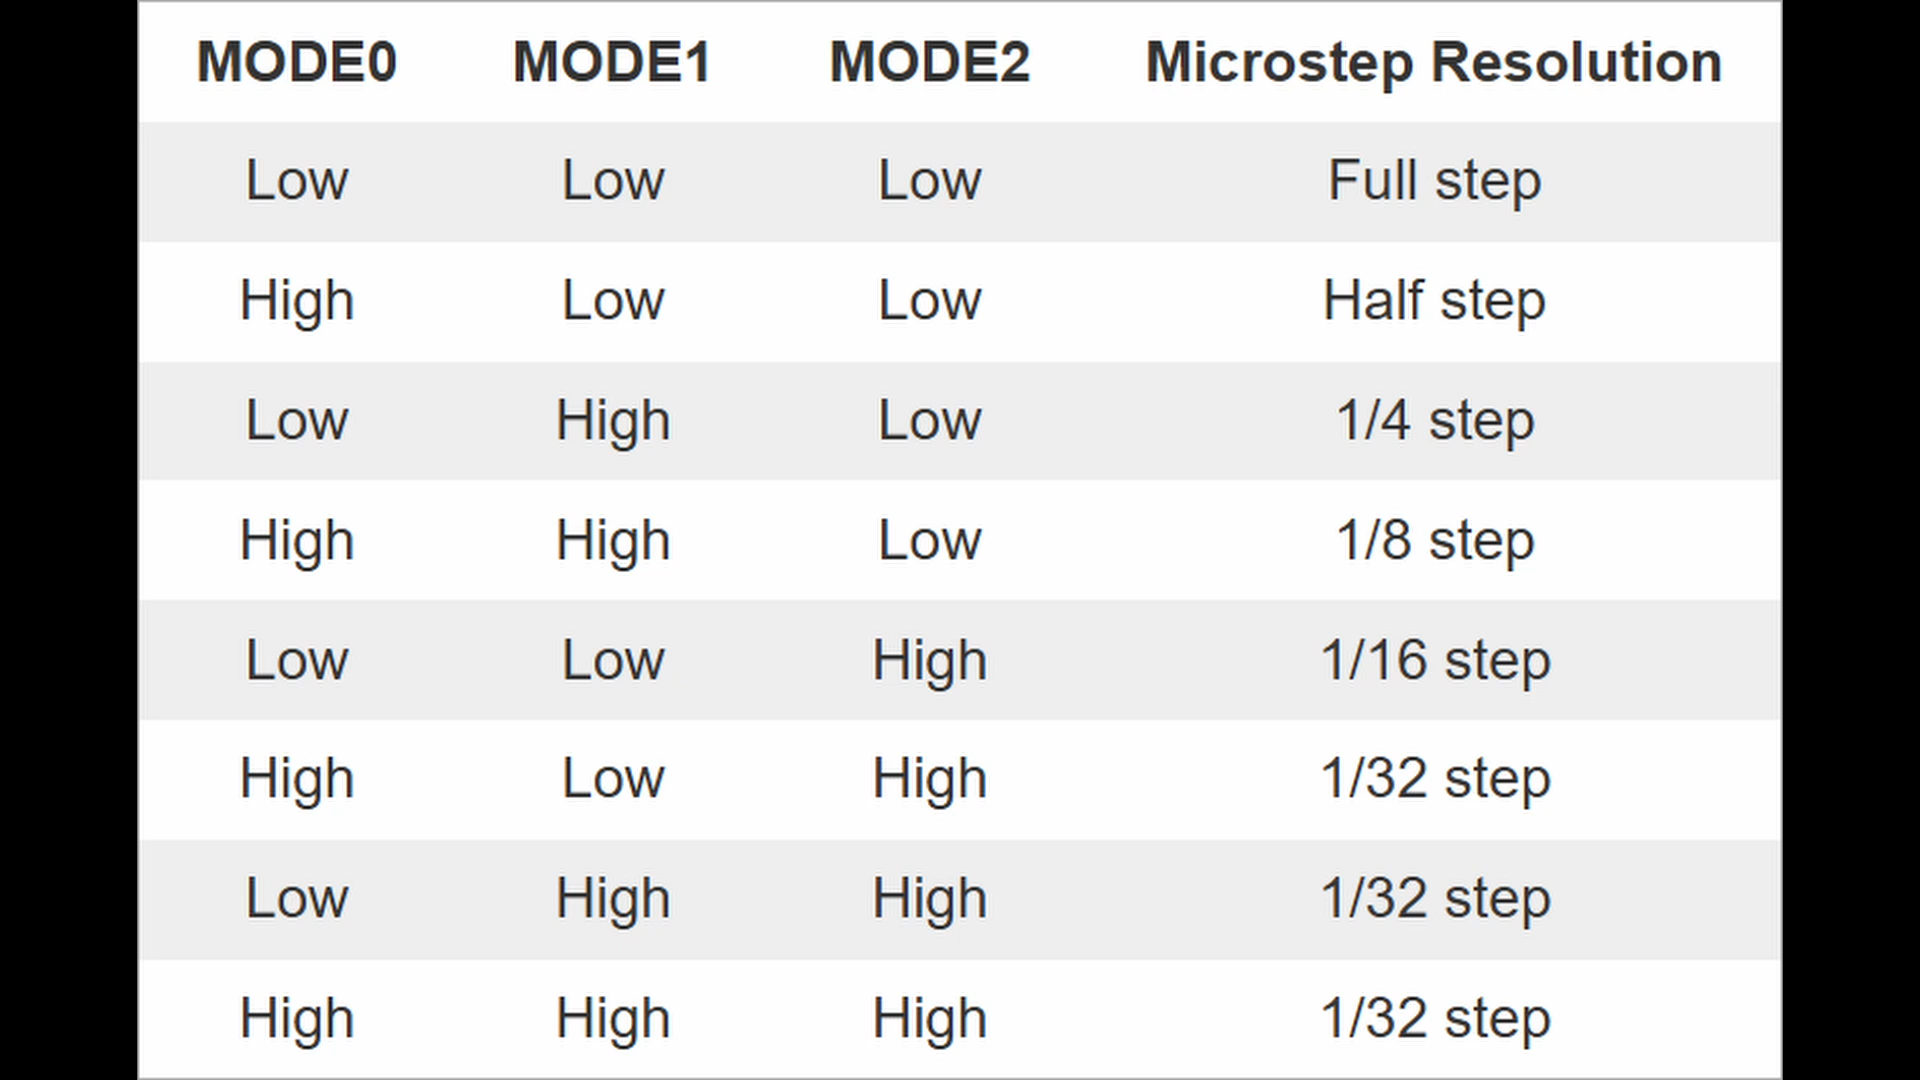 MODE0 MODE1 MODE2 Microstep Resolution
Low Low Low Full step
High Low Low Half step
Low High Low 1/4 step
High High Low 1/8 step
Low Low High 1/16 step
High Low High 1/32 step
Low High High 1/32 step
High High High 1/32 step